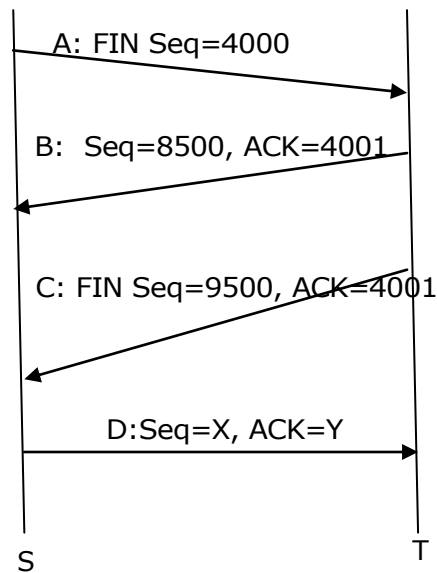 A: FIN Seq=4000
B: Seq=8500, ACK=4001
C: FIN Seq=9500, ACK=4001
D:Seq=X, ACK=Y
S
T